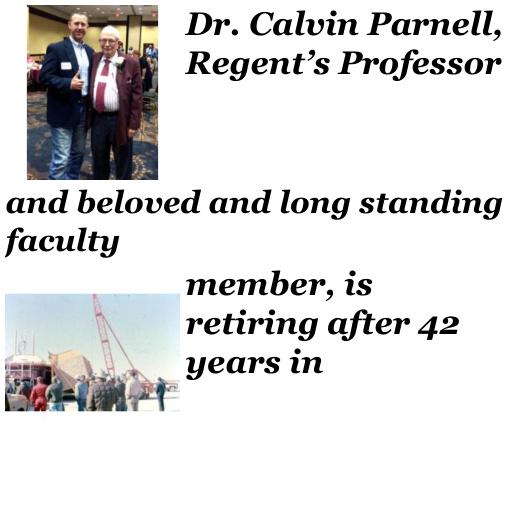 Dr. Calvin Parnell,
Regent’s Professor
and beloved and long standing
faculty
member, is
retiring after 42
years in